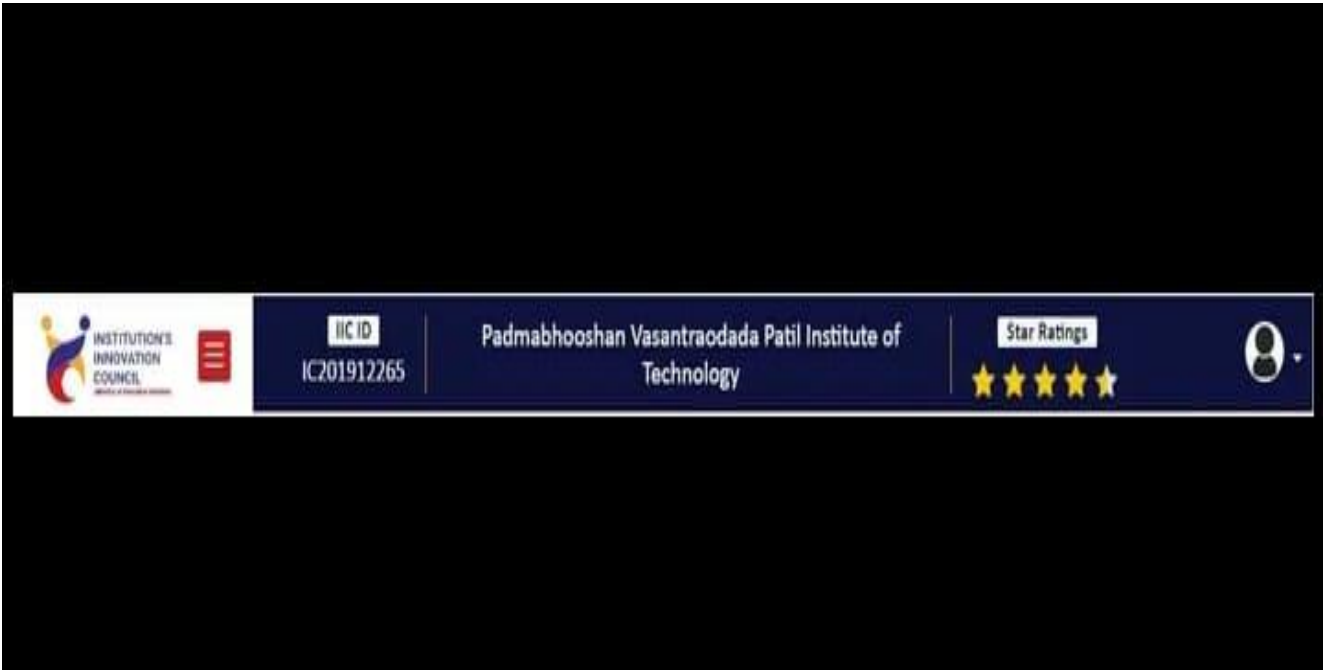 INSTITUTION'S
INNOVATION
COUNCIL
IIC ID
IC201912265
Padmabhooshan Vasantraodada Patil Institute of
Technology
Star Ratings